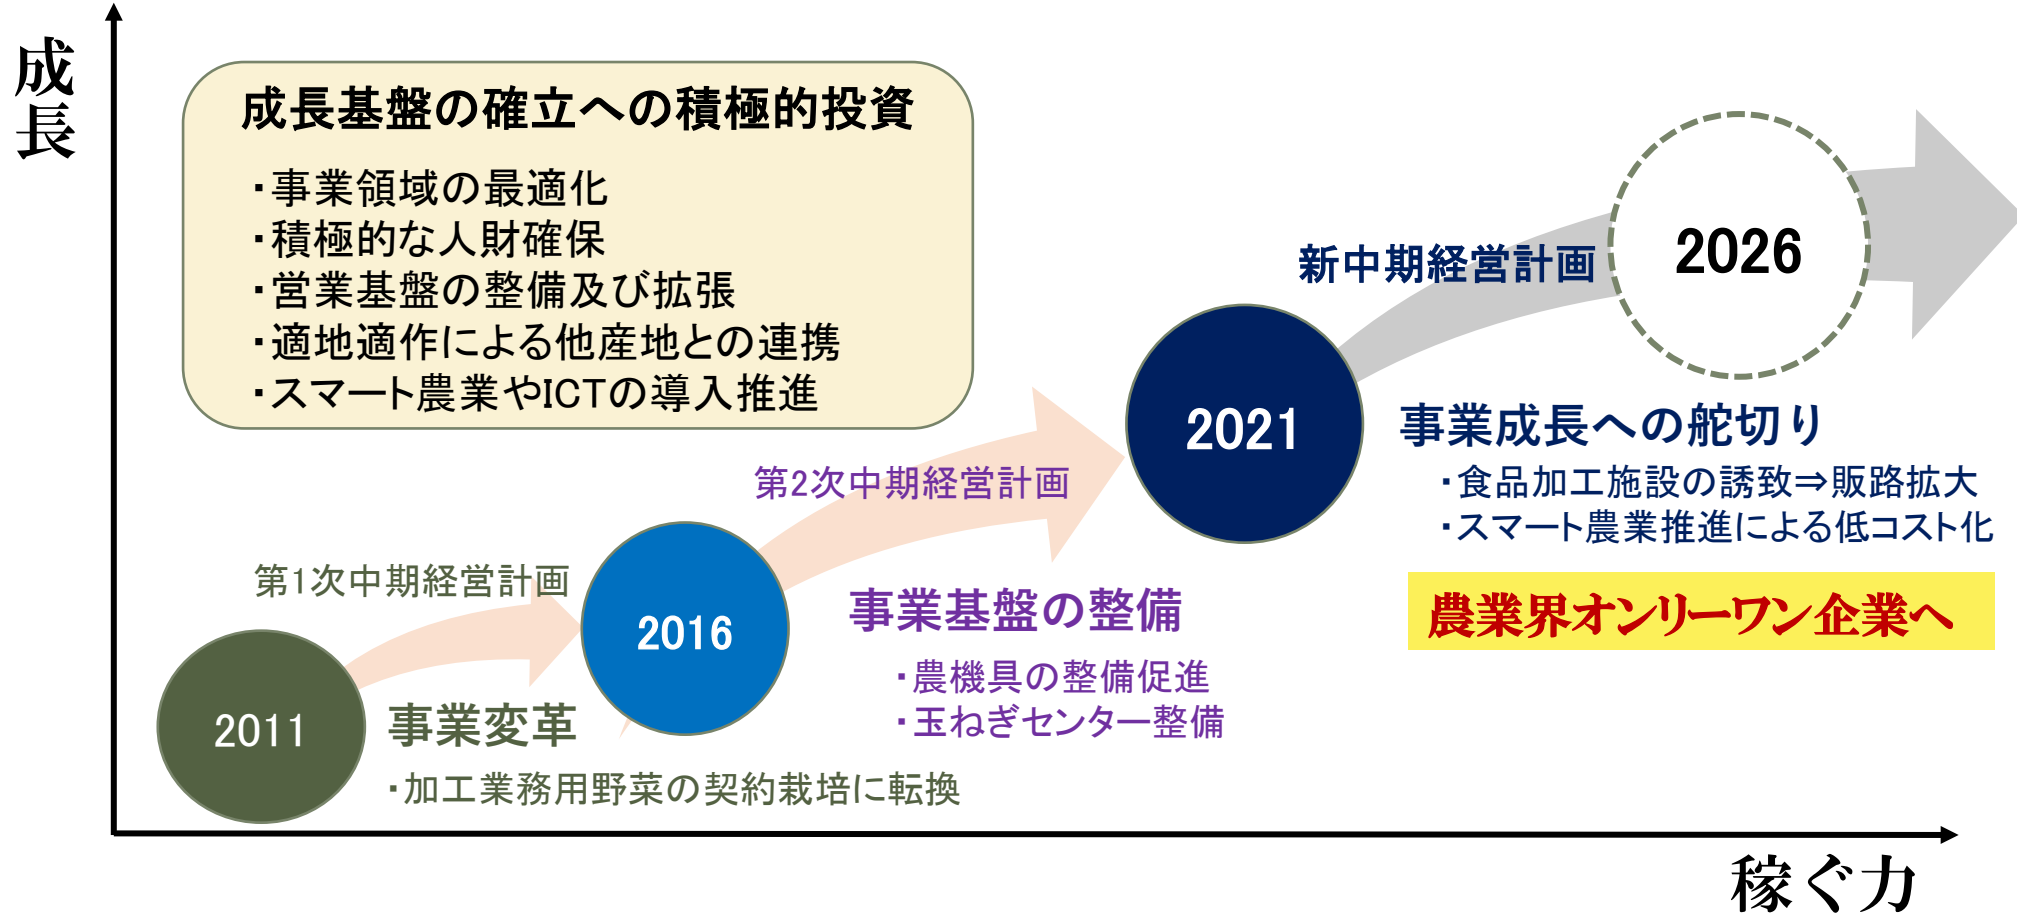 成長
成長基盤の確立への積極的投資
・事業領域の最適化
・積極的な人財確保
・営業基盤の整備及び拡張
・適地適作による他産地との連携
・スマート農業やICTの導入推進
新中期経営計画
2026
2021
事業成長への舵切り
・食品加工施設の誘致⇒販路拡大
・スマート農業推進による低コスト化
農業界オンリーワン企業へ
第2次中期経営計画
2016
事業基盤の整備
・農機具の整備促進
・玉ねぎセンター整備
第1次中期経営計画
2011
事業変革
・加工業務用野菜の契約栽培に転換
稼ぐ力